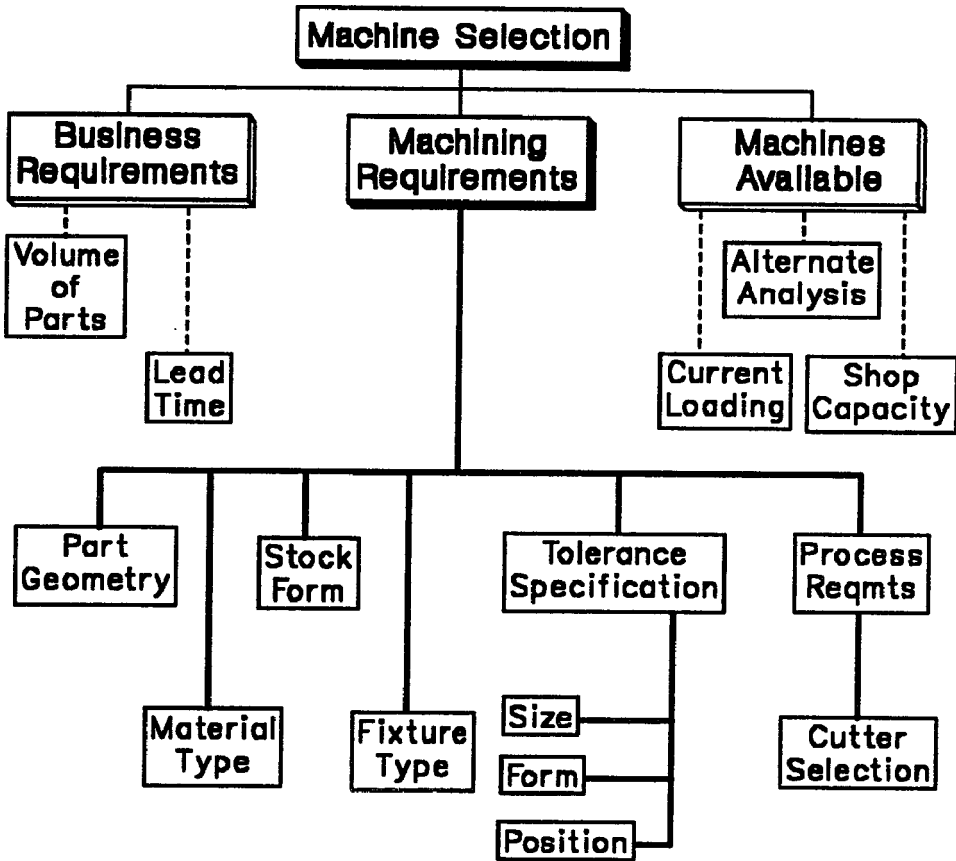 Machine Selection
Business
Requirements
Machining
Requirements
Machines
Available
Volume
of
Parts
Alternate
Analysis
Lead
Time
Current
Loading
Shop
Capacity
Part
Geometry
Stock
Form
Tolerance
Specification
Process
Reqmts
Material
Type
Fixture
Type
Size
Form
Position
Cutter
Selection